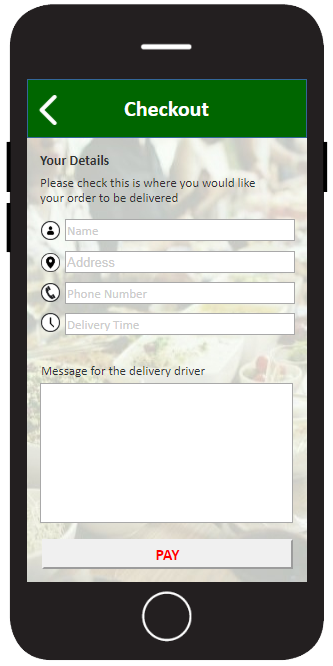 Checkout
Your Details
Please check this is where you would like
your order to be delivered
Name
Address
Phone Number
Delivery Time
Message for the delivery driver
PAY